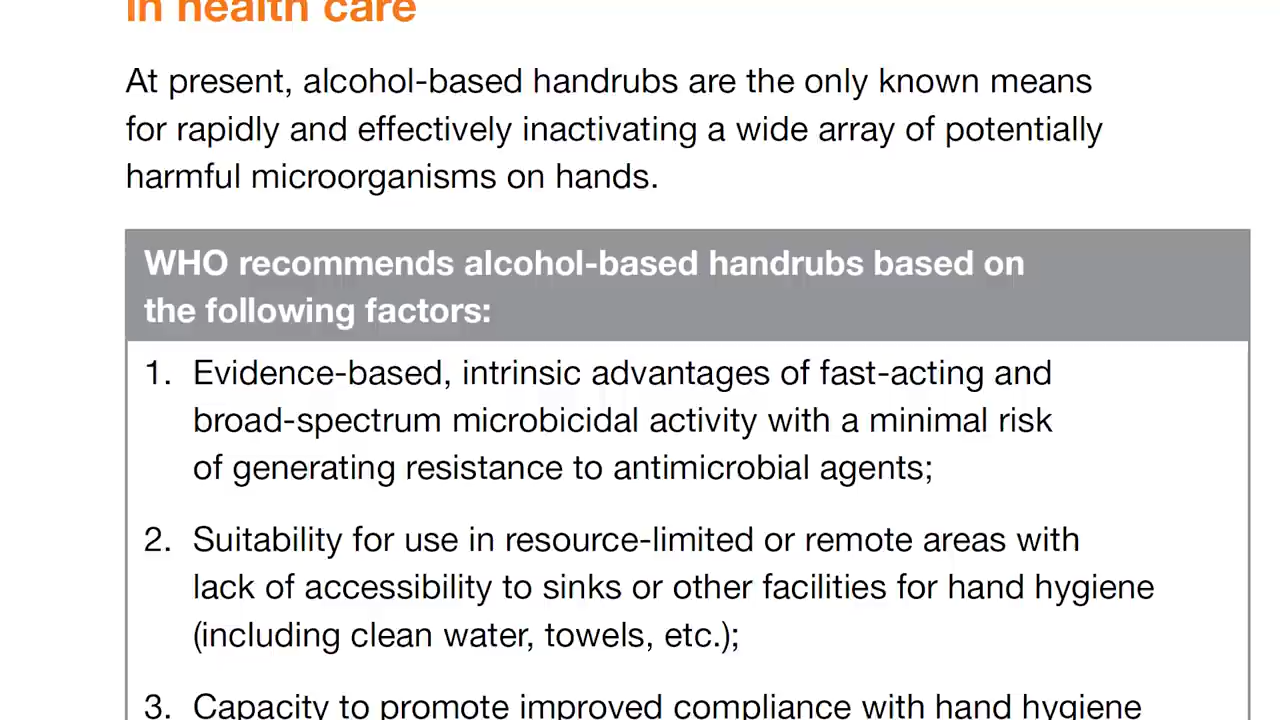 in health care
At present, alcohol-based handrubs are the only known means
for rapidly and effectively inactivating a wide array of potentially
harmful microorganisms on hands.
WHO recommends alcohol-based handrubs based on
the following factors:
1. Evidence-based, intrinsic advantages of fast-acting and
broad-spectrum microbicidal activity with a minimal risk
of generating resistance to antimicrobial agents;
2. Suitability for use in resource-limited or remote areas with
lack of accessibility to sinks or other facilities for hand hygiene
(including clean water, towels, etc.);
3. Capacity to promote improved compliance with hand hygiene